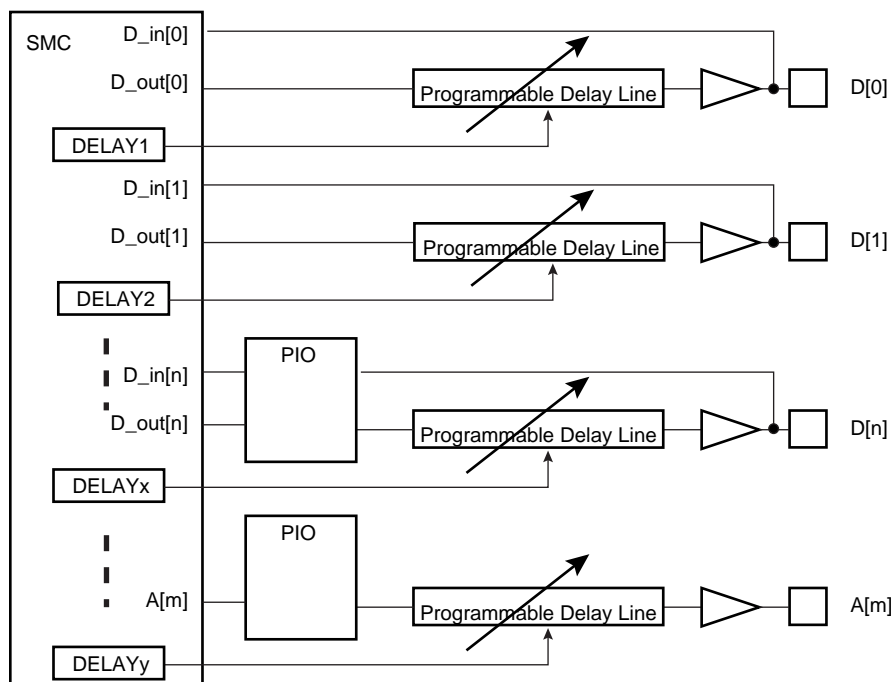 D_in[0]
SMC
D_out[0]
Programmable Delay Line
D[0]
DELAY1
D_in[1]
D_out[1]
Programmable Delay Line
D[1]
DELAY2
PIO
D_in[n]
D_out[n]
Programmable Delay Line
D[n]
DELAYx
PIO
A[m]
Programmable Delay Line
A[m]
DELAYy